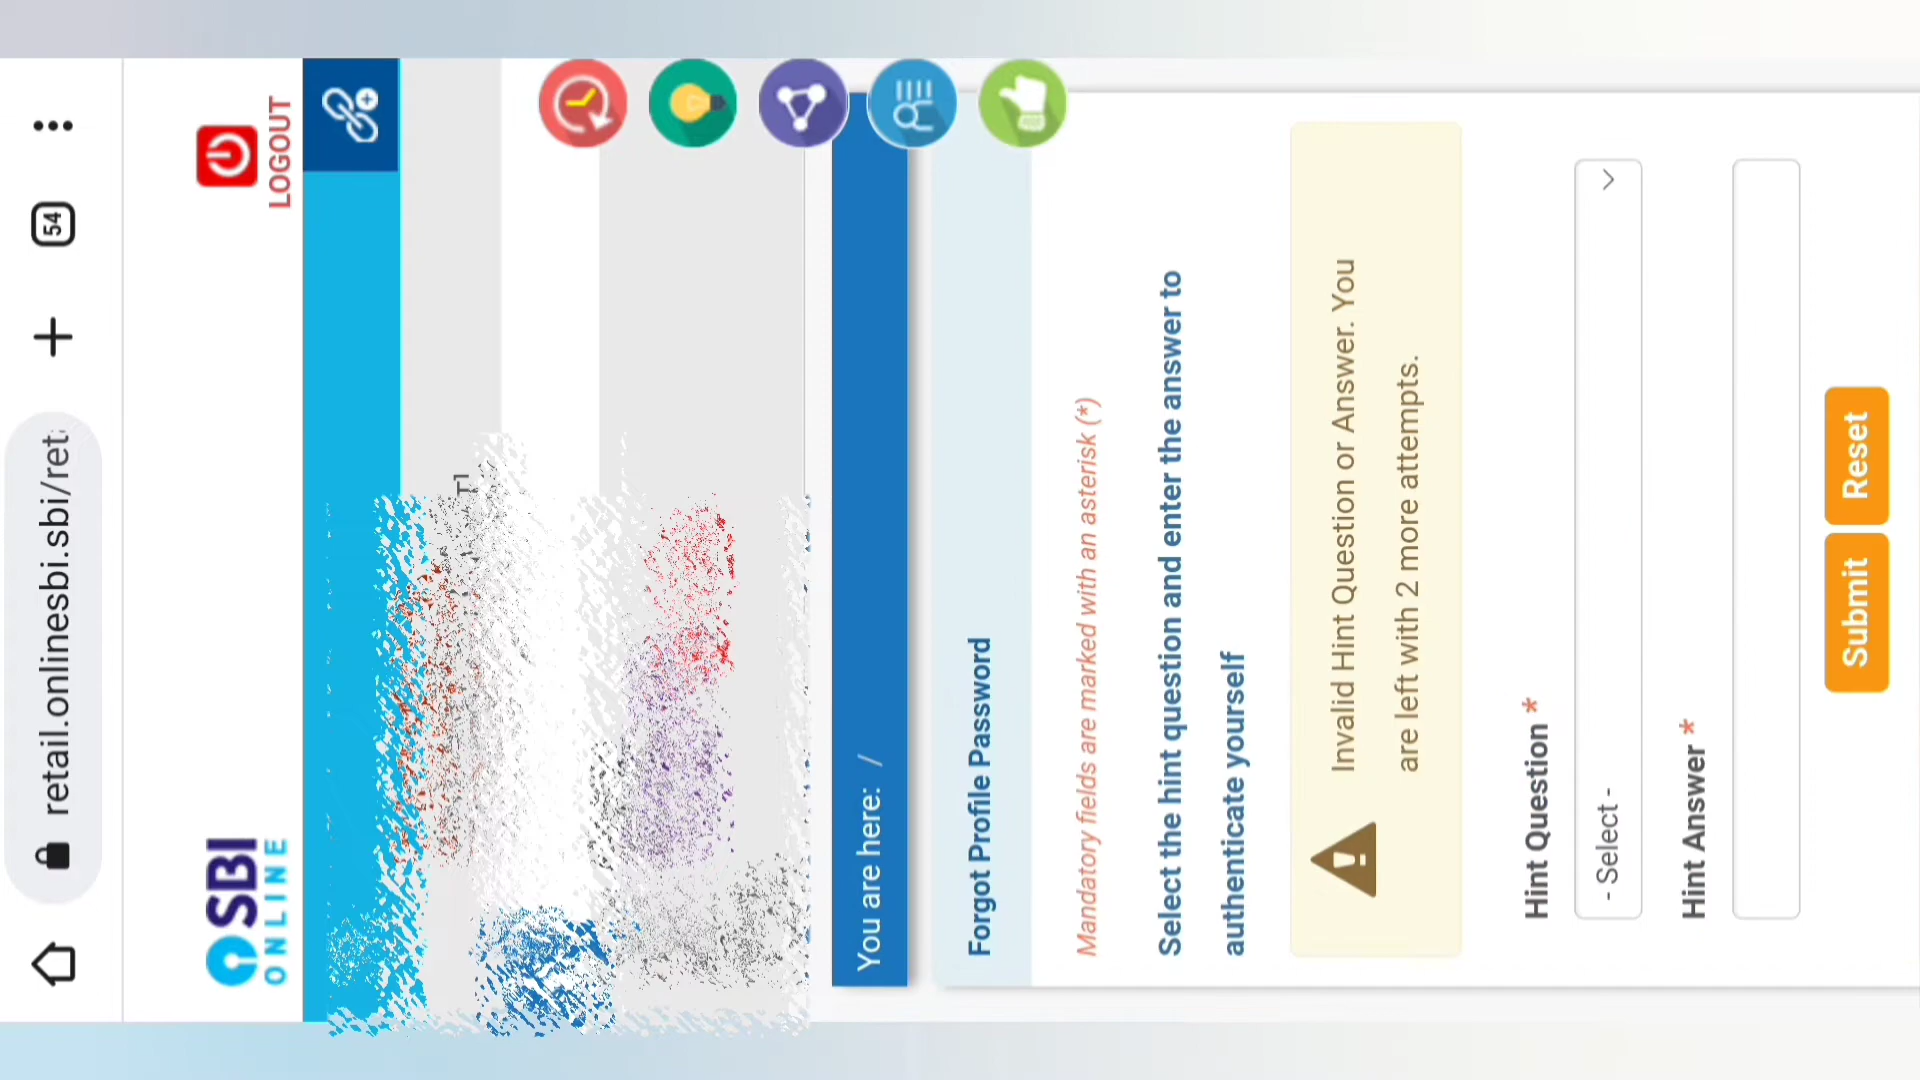 retail.onlinesbi.sbi/ret
54
SBI
ONLINE
LOGOUT
You are here: /
Forgot Profile Password
Mandatory fields are marked with an asterisk (*)
Select the hint question and enter the answer to
authenticate yourself
Invalid Hint Question or Answer. You
are left with 2 more attempts.
Hint Question *
- Select -
Hint Answer *
Submit Reset